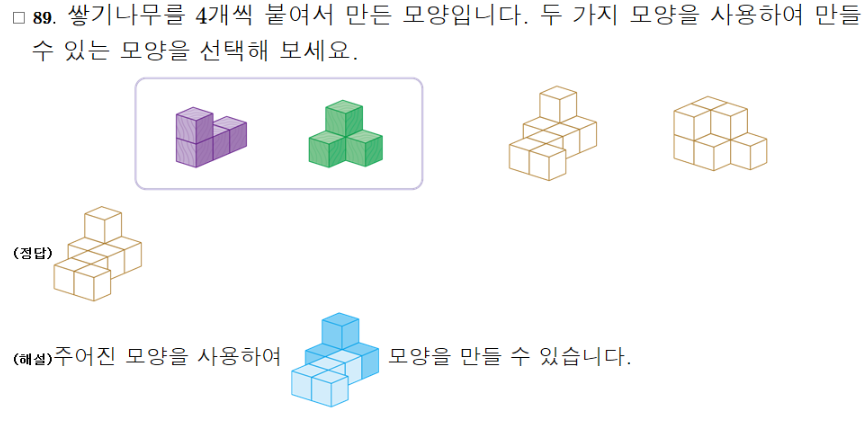 □ 89. 쌓기나무를 4개씩 붙여서 만든 모양입니다. 두 가지 모양을 사용하여 만들
수 있는 모양을 선택해 보세요.
(정답)
(해설)주어진 모양을 사용하여 모양을 만들 수 있습니다.